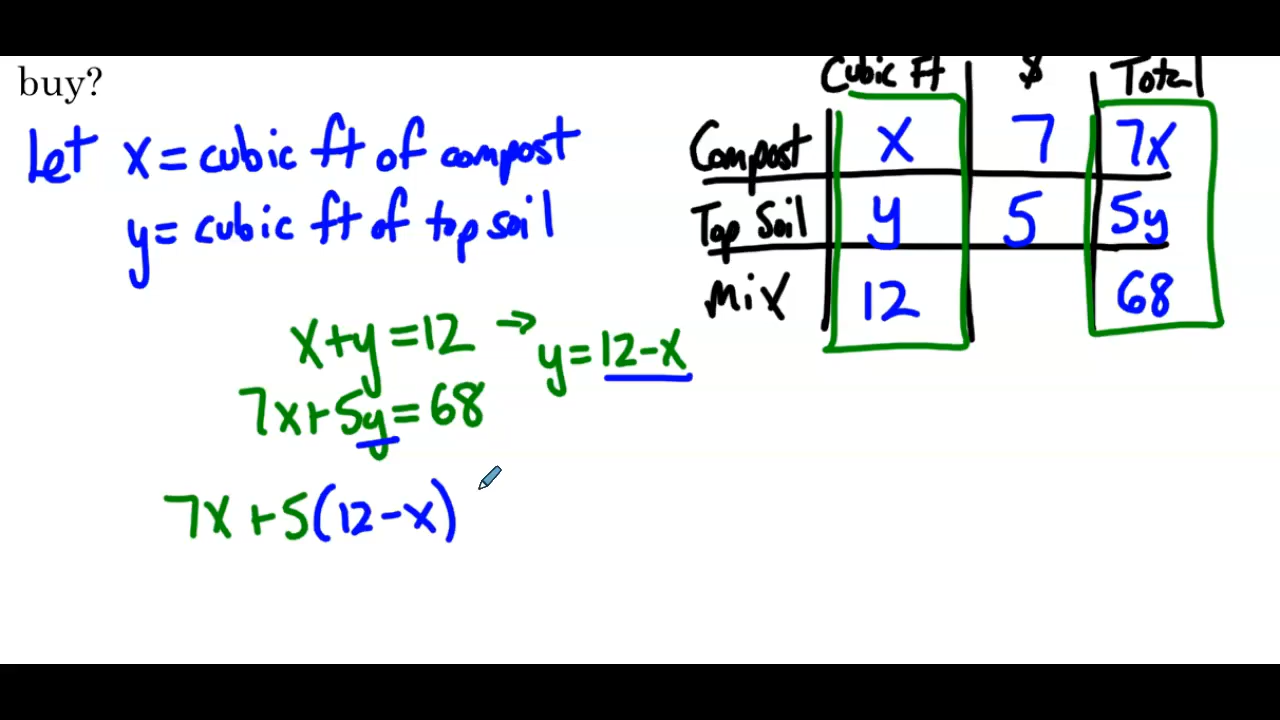 buy?
Let x = cubic ft of compost
y = cubic ft of top soil
x+y=12 → y=12-x
7x+5y=68
7x+5(12-x)
Cubic Ft $ Total
Compost x 7 7x
Top Soil y 5 5y
Mix 12 68